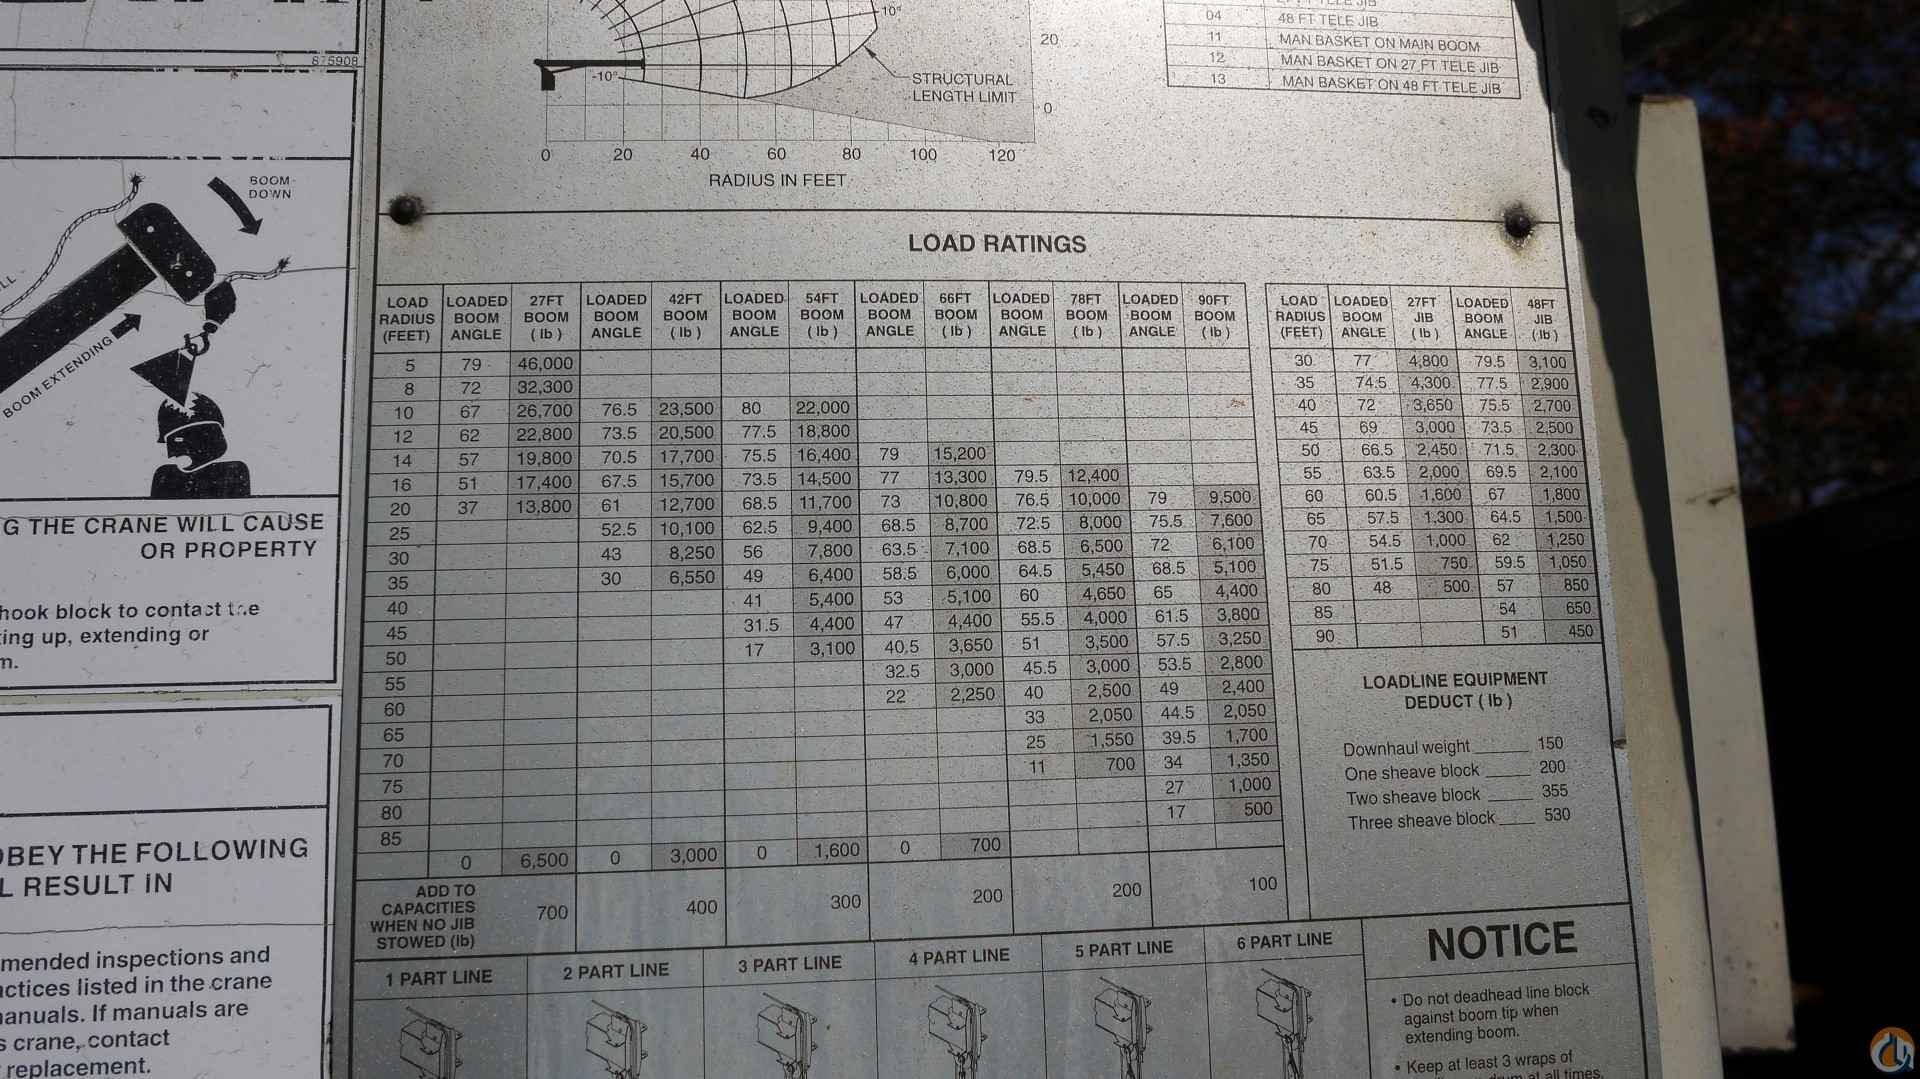 875908
BOOM
DOWN
BOOM EXTENDING
G THE CRANE WILL CAUSE
OR PROPERTY
hook block to contact the
ting up, extending or
m.
OBEY THE FOLLOWING
L RESULT IN
mended inspections and
actices listed in the crane
manuals. If manuals are
s crane, contact
replacement.
10°
-10°
STRUCTURAL
LENGTH LIMIT
20
0
0 20 40 60 80 100 120
RADIUS IN FEET
04 48 FT TELE JIB
11 MAN BASKET ON MAIN BOOM
12 MAN BASKET ON 27 FT TELE JIB
13 MAN BASKET ON 48 FT TELE JIB
LOAD RATINGS
LOAD LOADED 27FT LOADED 42FT LOADED 54FT LOADED 66FT LOADED 78FT LOADED 90FT
RADIUS BOOM BOOM BOOM BOOM BOOM BOOM BOOM BOOM BOOM BOOM BOOM BOOM
(FEET) ANGLE (lb) ANGLE (lb) ANGLE (lb) ANGLE (lb) ANGLE (lb) ANGLE (lb)
5 79 46,000
8 72 32,300
10 67 26,700 76.5 23,500 80 22,000
12 62 22,800 73.5 20,500 77.5 18,800
14 57 19,800 70.5 17,700 75.5 16,400 79 15,200
16 51 17,400 67.5 15,700 73.5 14,500 77 13,300 79.5 12,400
20 37 13,800 61 12,700 68.5 11,700 73 10,800 76.5 10,000 79 9,500
25 52.5 10,100 62.5 9,400 68.5 8,700 72.5 8,000 75.5 7,600
30 43 8,250 56 7,800 63.5 7,100 68.5 6,500 72 6,100
35 30 6,550 49 6,400 58.5 6,000 64.5 5,450 68.5 5,100
40 41 5,400 53 5,100 60 4,650 65 4,400
45 31.5 4,400 47 4,400 55.5 4,000 61.5 3,800
50 17 3,100 40.5 3,650 51 3,500 57.5 3,250
55 32.5 3,000 45.5 3,000 53.5 2,800
60 22 2,250 40 2,500 49 2,400
65 33 2,050 44.5 2,050
70 25 1,550 39.5 1,700
75 11 700 34 1,350
80 27 1,000
85 17 500
0 6,500 0 3,000 0 1,600 0 700
ADD TO
CAPACITIES
WHEN NO JIB
STOWED (lb)
700 400 300 200 200 100
LOAD LOADED 27FT LOADED 48FT
RADIUS BOOM JIB BOOM JIB
(FEET) ANGLE (lb) ANGLE (lb)
30 77 4,800 79.5 3,100
35 74.5 4,300 77.5 2,900
40 72 3,650 75.5 2,700
45 69 3,000 73.5 2,500
50 66.5 2,450 71.5 2,300
55 63.5 2,000 69.5 2,100
60 60.5 1,600 67 1,800
65 57.5 1,300 64.5 1,500
70 54.5 1,000 62 1,250
75 51.5 750 59.5 1,050
80 48 500 57 850
85 54 650
90 51 450
LOADLINE EQUIPMENT
DEDUCT (lb)
Downhaul weight 150
One sheave block 200
Two sheave block 355
Three sheave block 530
1 PART LINE 2 PART LINE 3 PART LINE 4 PART LINE 5 PART LINE 6 PART LINE
NOTICE
• Do not deadhead line block
against boom tip when
extending boom.
• Keep at least 3 wraps of
drum at all times.